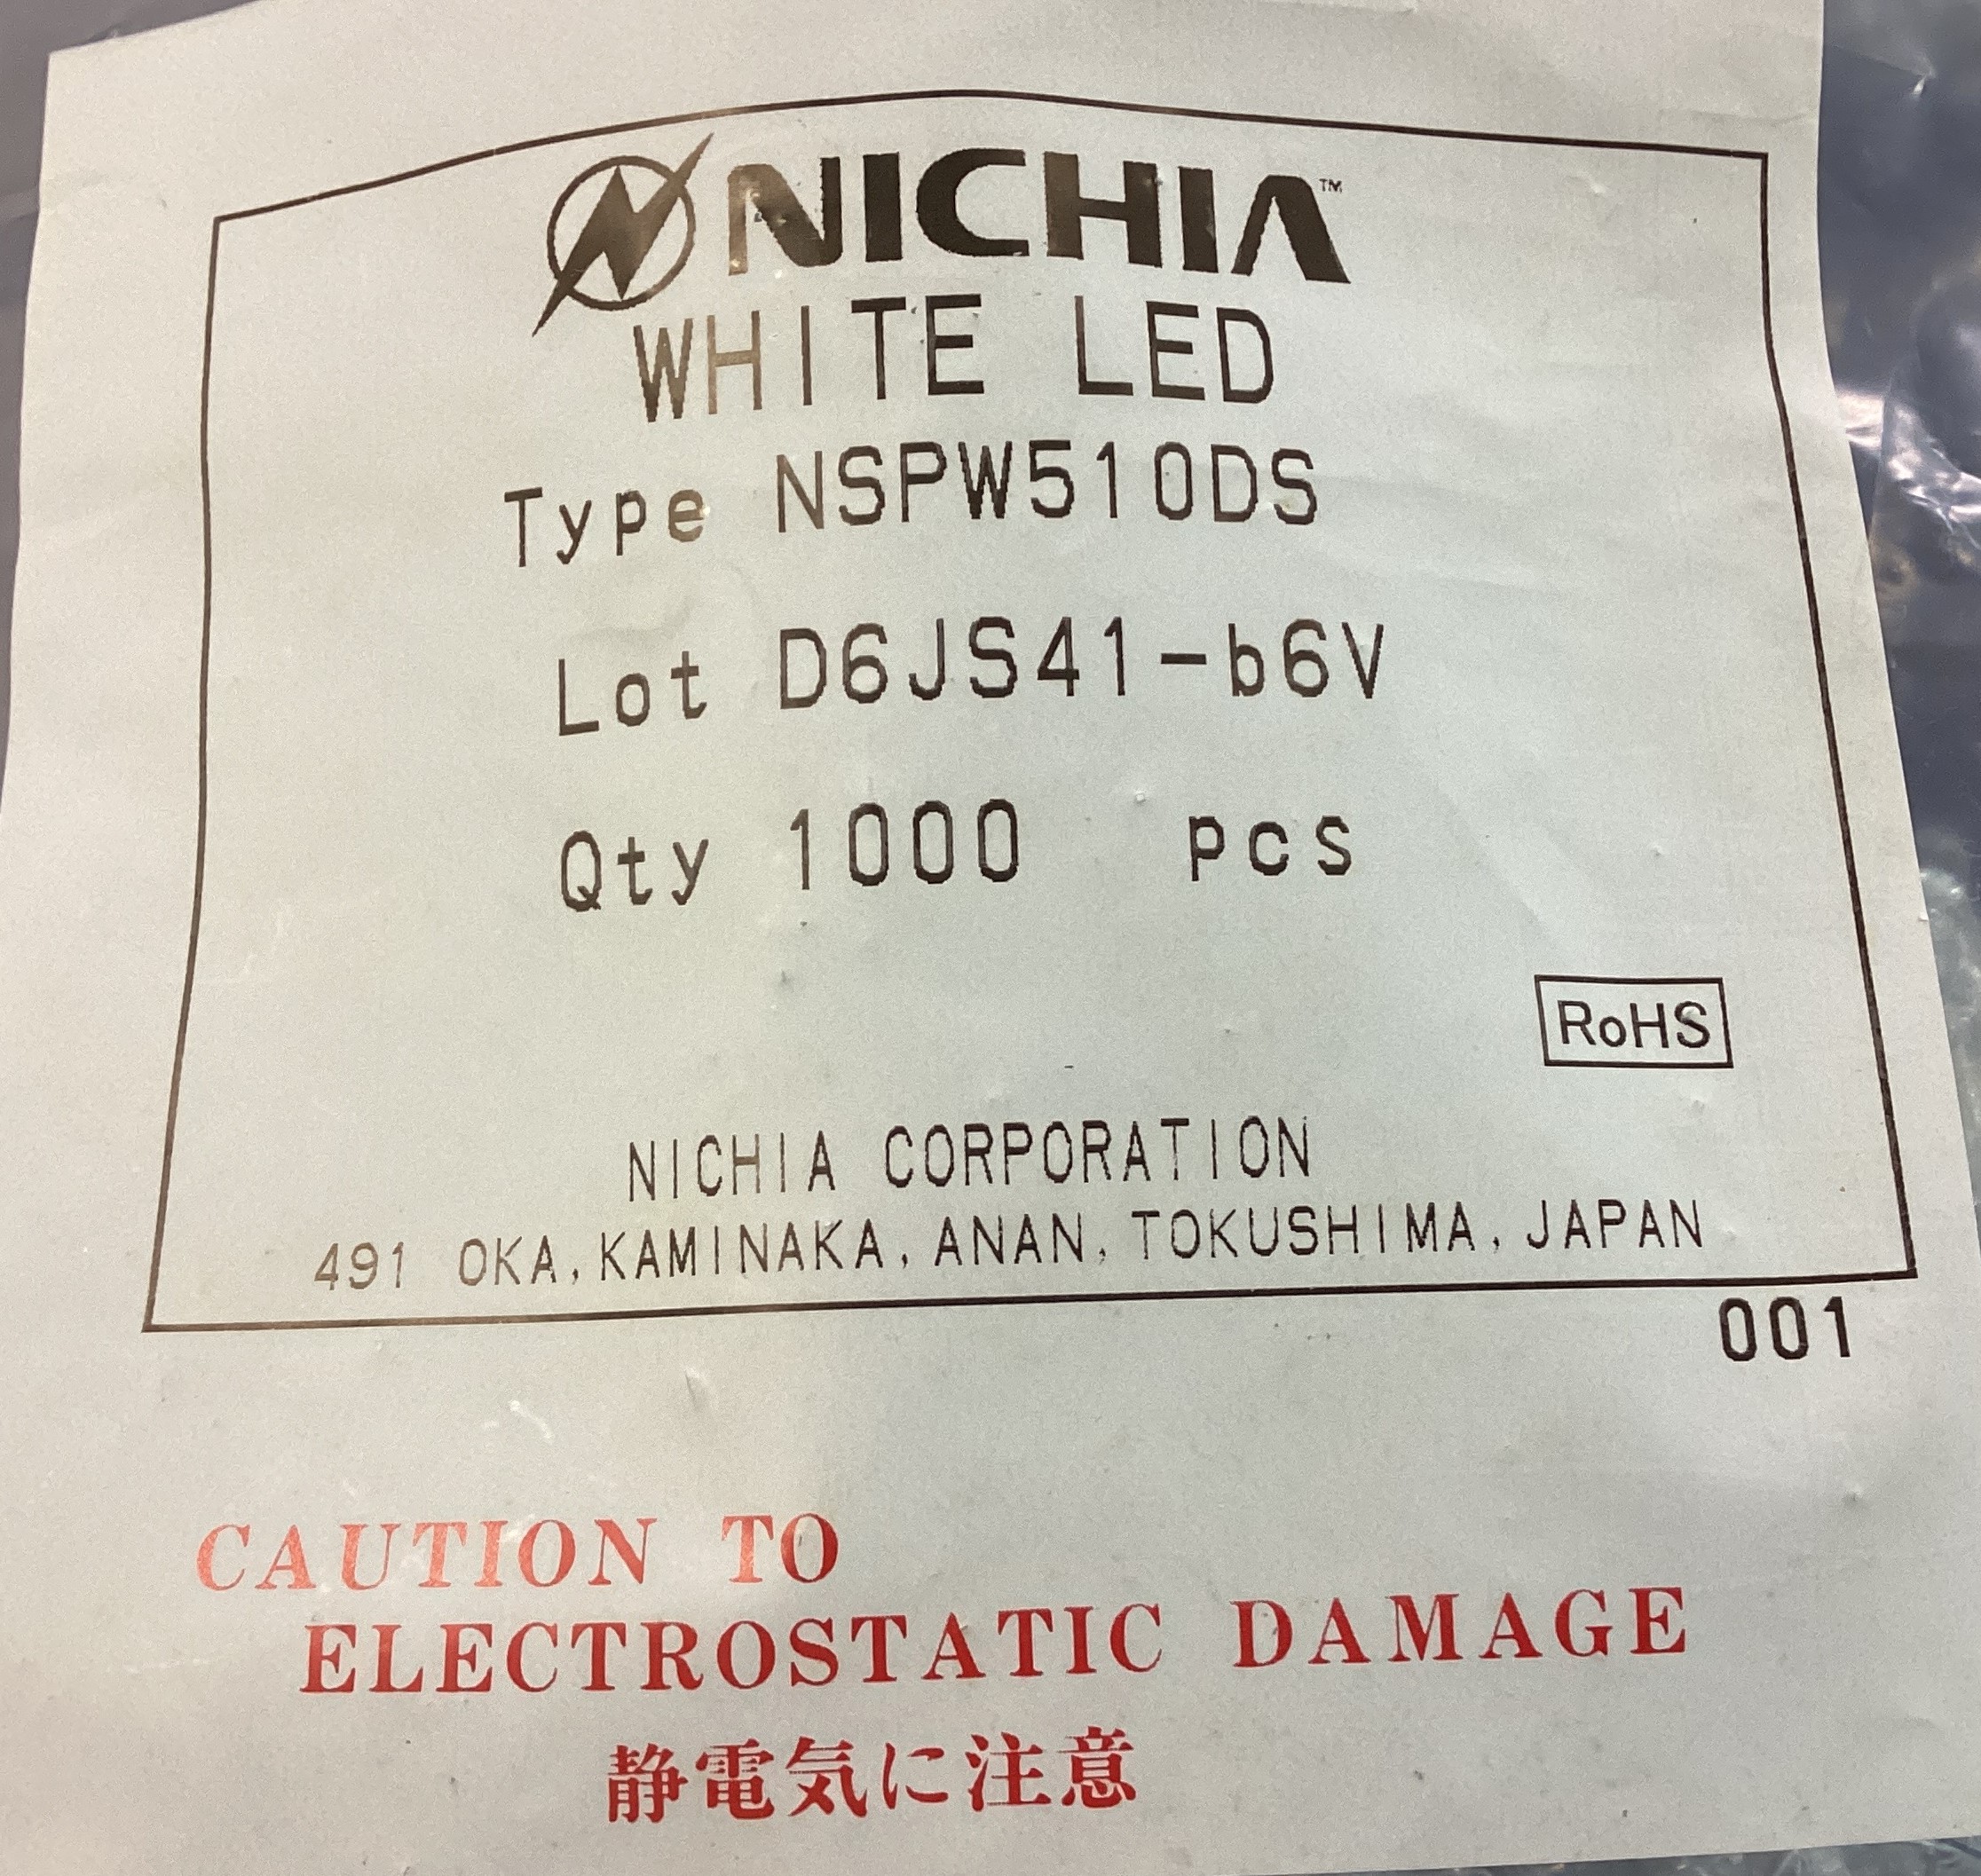 NICHIA™
WHITE LED
Type NSPW510DS
Lot D6JS41-b6V
Qty 1000 pcs
RoHS
NICHIA CORPORATION
491 OKA, KAMINAKA, ANAN, TOKUSHIMA, JAPAN
001
CAUTION TO
ELECTROSTATIC DAMAGE
静電気に注意